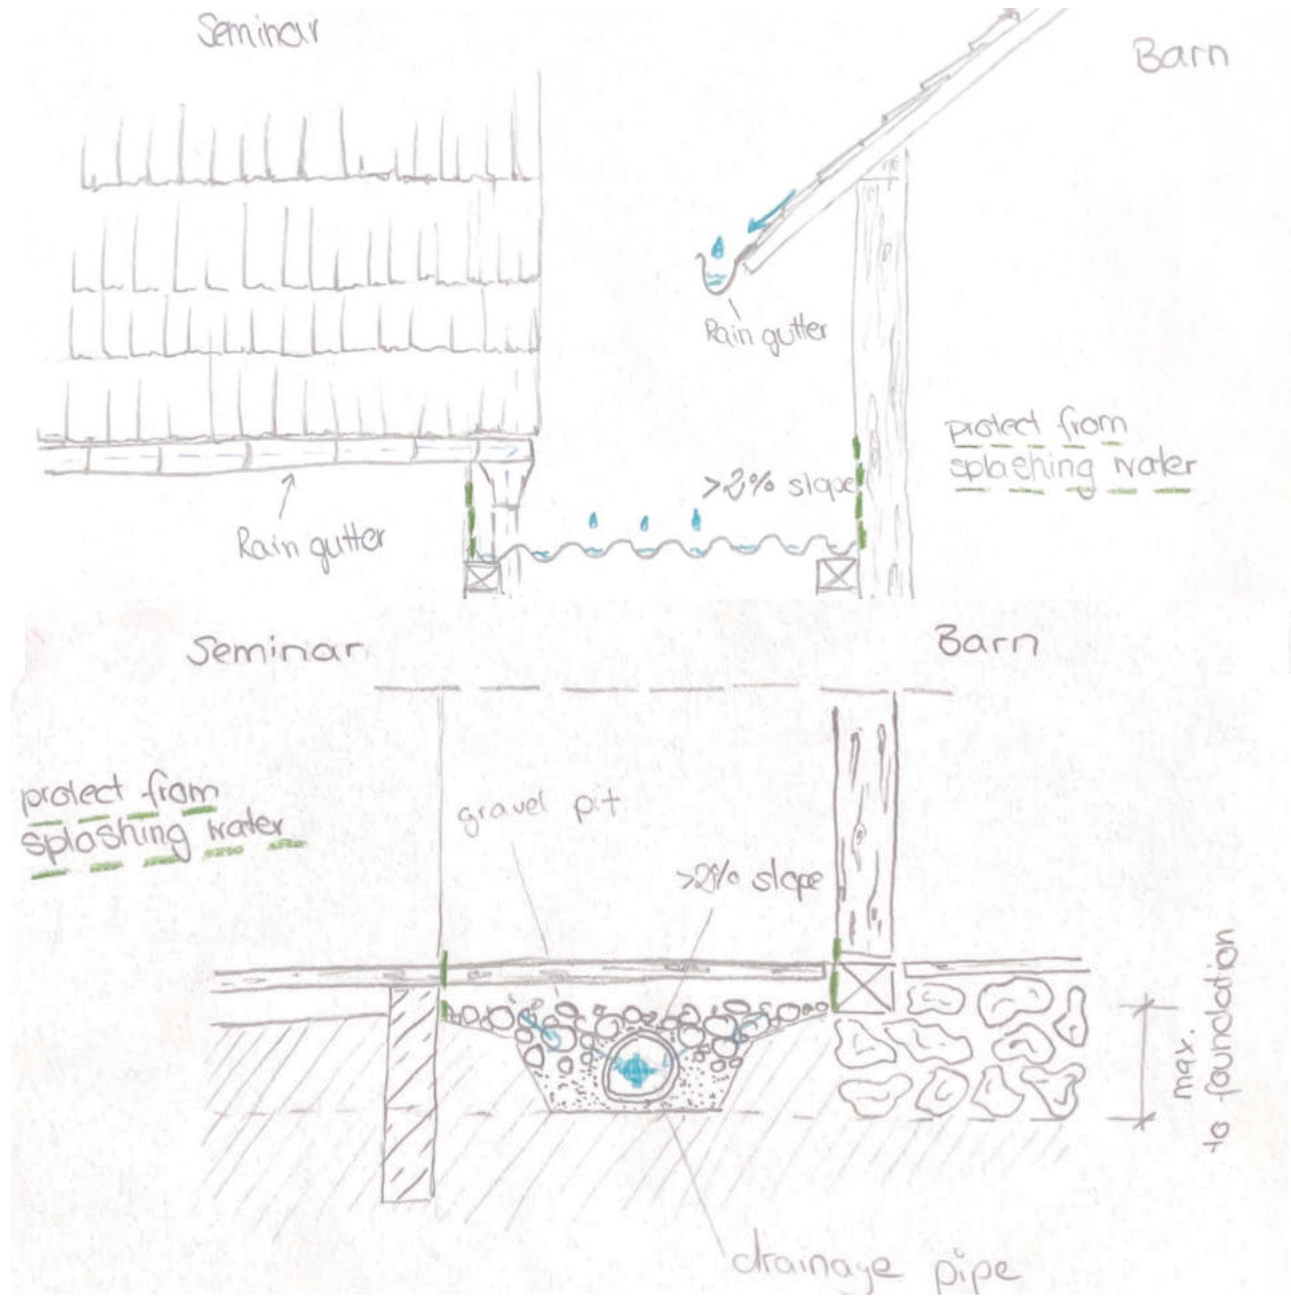 Seminar
Barn
Rain gutter
protect from
splashing water
>2% slope
Rain gutter
Seminar
Barn
protect from
splashing water
gravel pit
>2% slope
max.
to foundation
drainage pipe